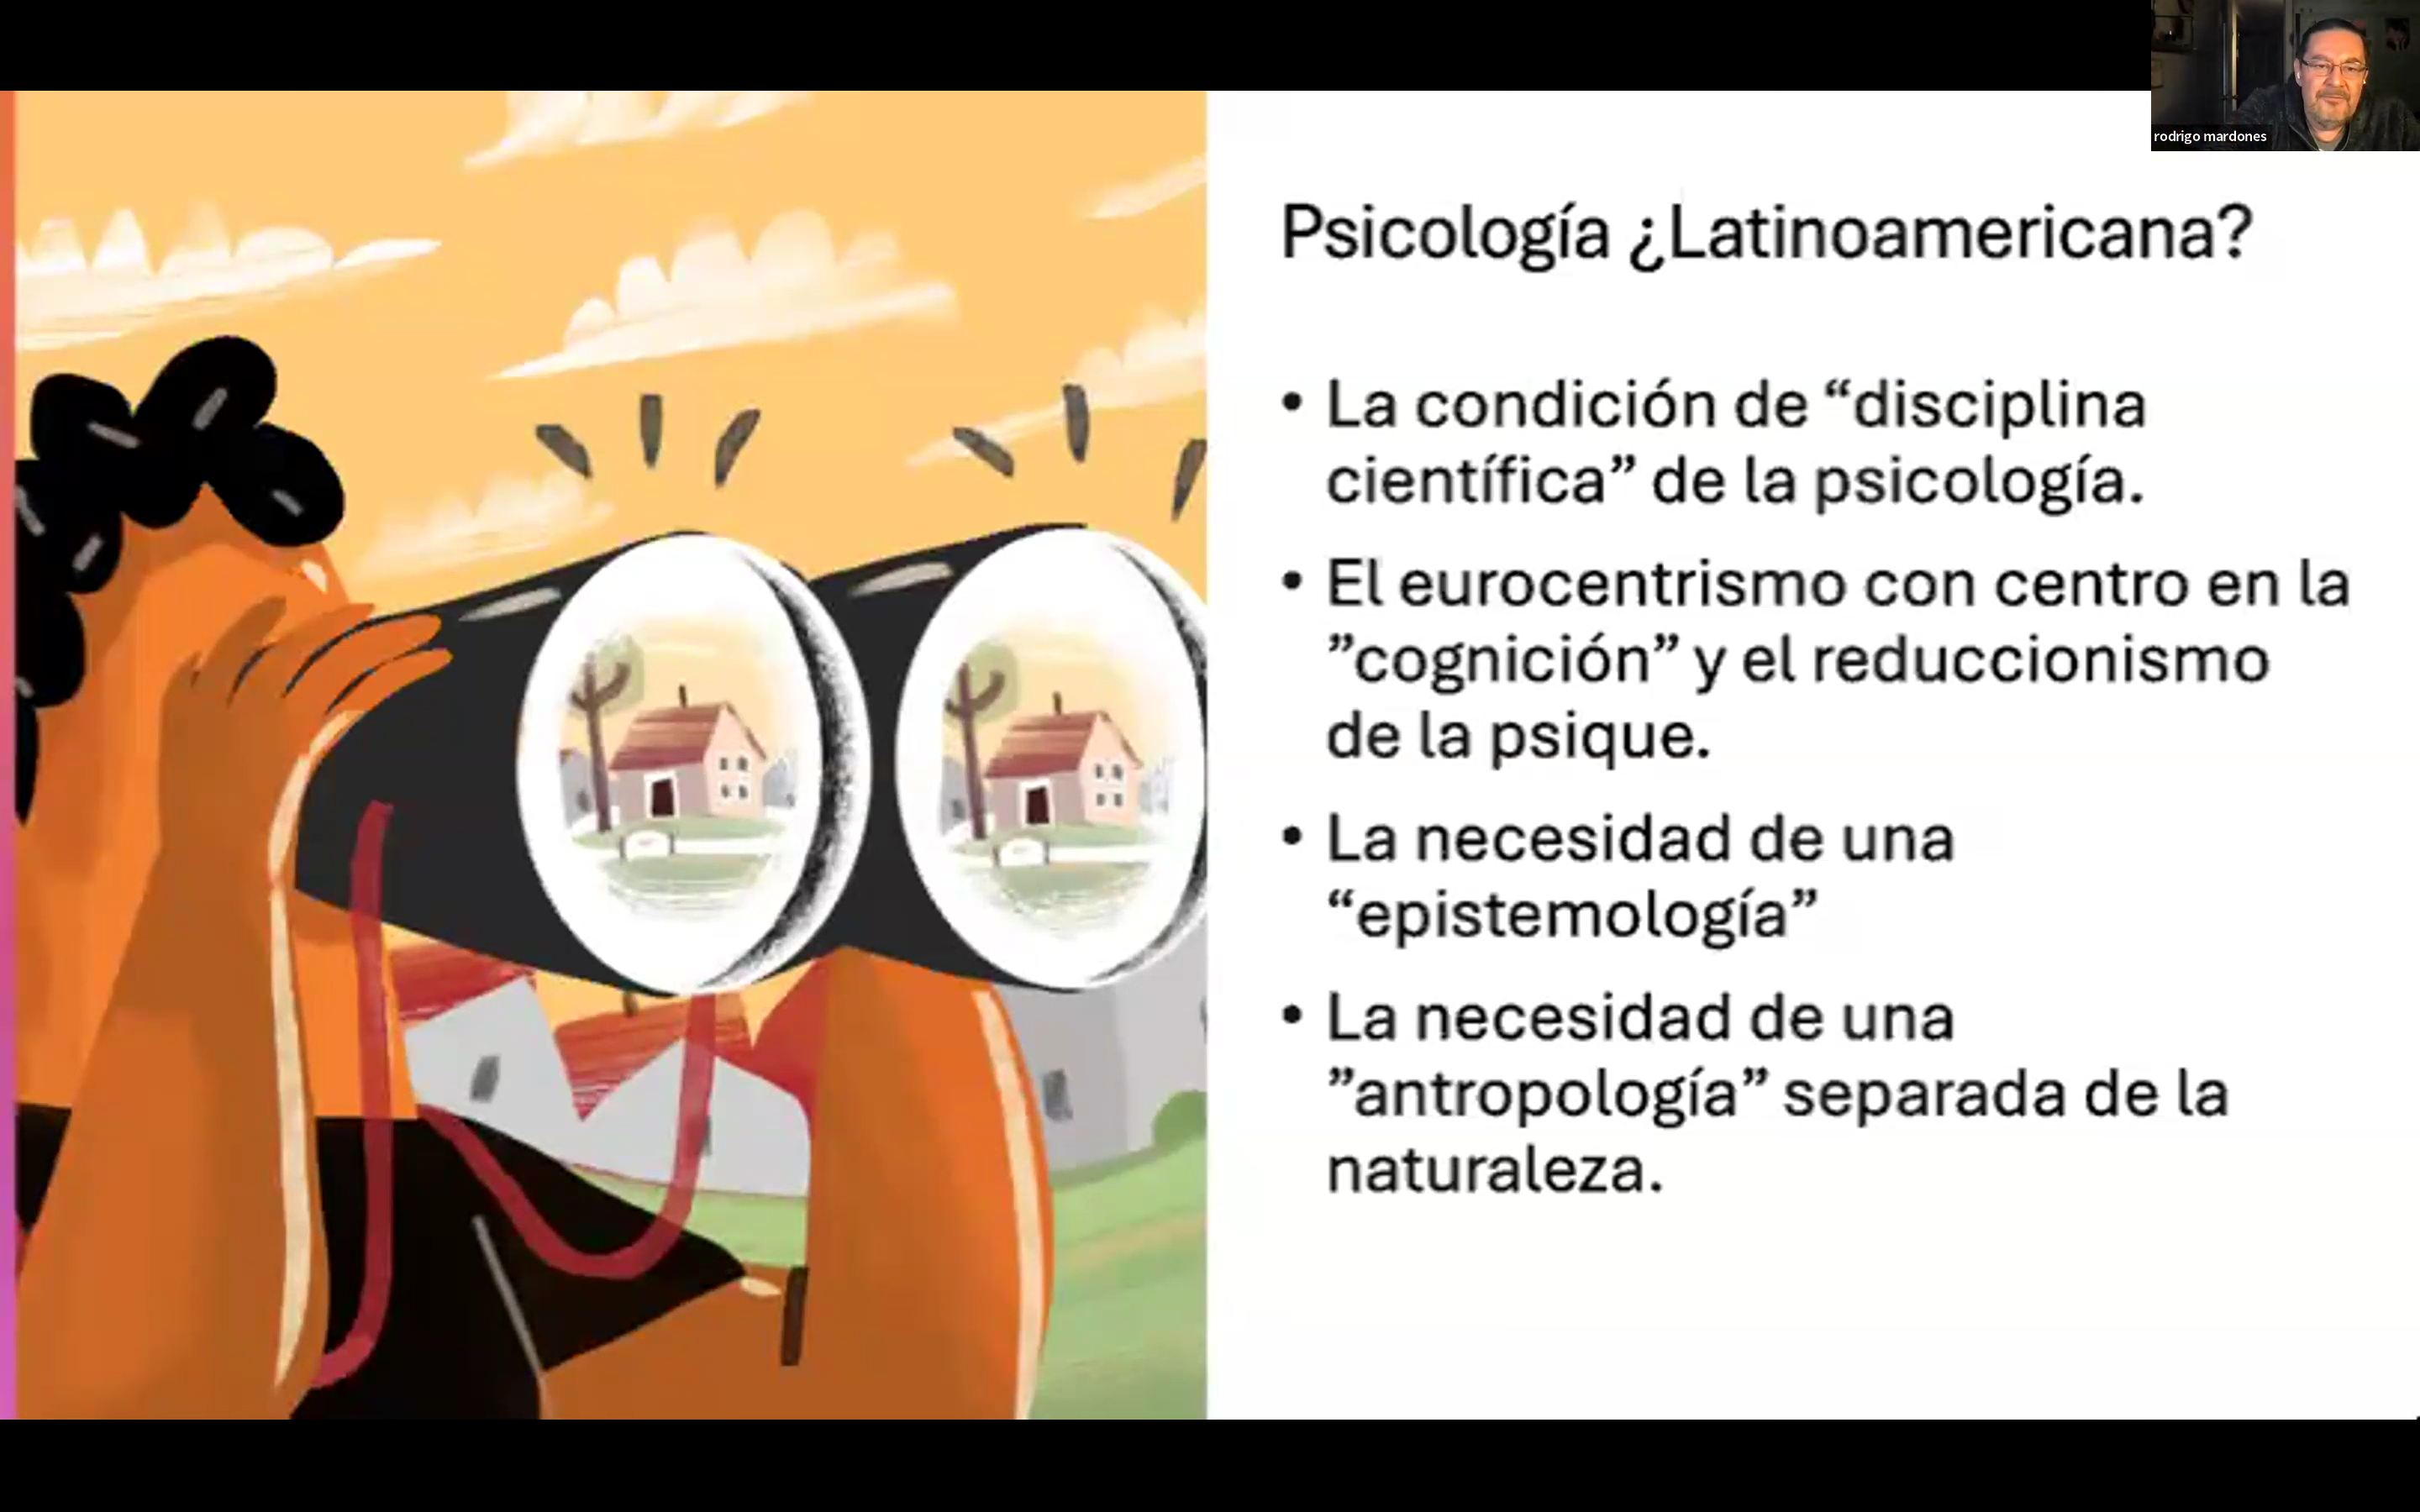 rodrigo mardones
Psicología ¿Latinoamericana?
• La condición de “disciplina
científica” de la psicología.
• El eurocentrismo con centro en la
”cognición” y el reduccionismo
de la psique.
• La necesidad de una
“epistemología”
• La necesidad de una
”antropología” separada de la
naturaleza.